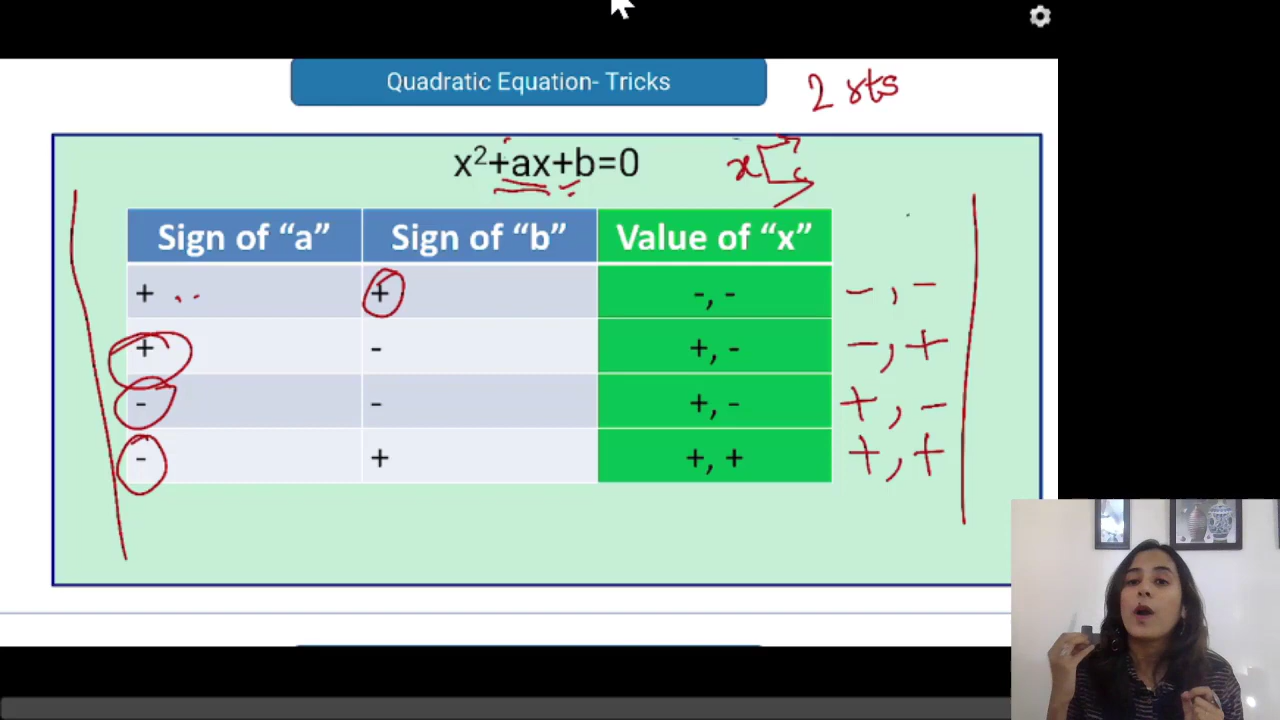 Quadratic Equation- Tricks
2 rts
x²+ax+b=0
x
Sign of “a” Sign of “b” Value of “x”
+ + -, - -, -
+ - +, - -, +
- - +, - +, -
- + +, + +, +